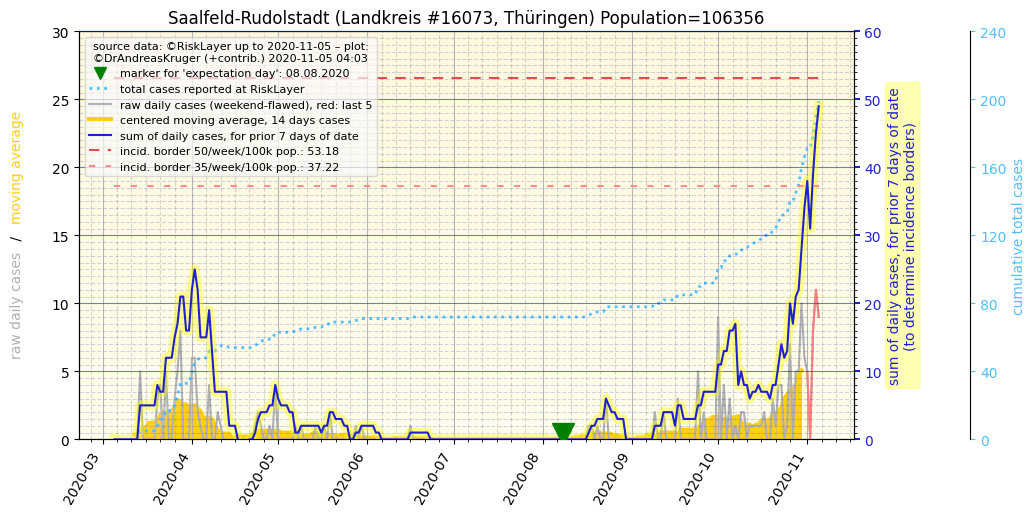 Saalfeld-Rudolstadt (Landkreis #16073, Thüringen) Population=106356
source data: ©RiskLayer up to 2020-11-05 – plot:
©DrAndreasKruger (+contrib.) 2020-11-05 04:03
marker for 'expectation day': 08.08.2020
total cases reported at RiskLayer
raw daily cases (weekend-flawed), red: last 5
centered moving average, 14 days cases
sum of daily cases, for prior 7 days of date
incid. border 50/week/100k pop.: 53.18
incid. border 35/week/100k pop.: 37.22
raw daily cases / moving average
30
25
20
15
10
5
0
2020-03
2020-04
2020-05
2020-06
2020-07
2020-08
2020-09
2020-10
2020-11
60
50
40
30
20
10
0
sum of daily cases, for prior 7 days of date
(to determine incidence borders)
240
200
160
120
80
40
0
cumulative total cases